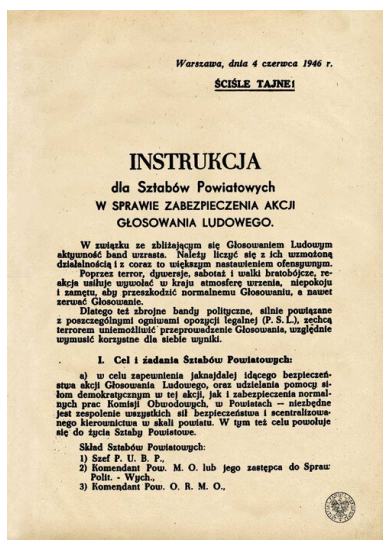 Warszawa, dnia 4 czerwca 1946 r.
ŚCIŚLE TAJNE!
INSTRUKCJA
dla Sztabów Powiatowych
W SPRAWIE ZABEZPIECZENIA AKCJI
GŁOSOWANIA LUDOWEGO.
W związku ze zbliżającym się Głosowaniem Ludowym
aktywność band wzrasta. Należy liczyć się z ich wzmożoną
działalnością i z coraz to większym nastawieniem ofensywnym.
Poprzez terror, dywersje, sabotaż i walki bratobójcze, re-
akcja usiłuje wywołać w kraju atmosferę wrzenia, niepokoju
i zamętu, aby przeszkodzić normalnemu Głosowaniu, a nawet
zerwać Głosowanie.
Dlatego też zbrojne bandy polityczne, silnie powiązane
z poszczególnymi ogniwami opozycji legalnej (P. S. L.), zechcą
terrorem uniemożliwić przeprowadzenie Głosowania, względnie
wymusić korzystne dla siebie wyniki.
I. Cel i żadania Sztabów Powiatowych:
a) w celu zapewnienia jaknajdalej idącego bezpieczeń-
stwa akcji Głosowania Ludowego, oraz udzielania pomocy si-
łom demokratycznym w tej akcji, jak i zabezpieczenia normal-
nych prac Komisji Obwodowych, w Powiatach — niezbędne
jest zespolenie wszystkich sił bezpieczeństwa i scentralizowa-
nego kierownictwa w skali powiatu. W tym też celu powołuje
się do życia Sztaby Powiatowe.
Skład Sztabów Powiatowych:
1) Szef P. U. B. P.,
2) Komendant Pow. M. O. lub jego zastępca do Spraw
Polit. - Wych.,
3) Komendant Pow. O. R. M. O.,